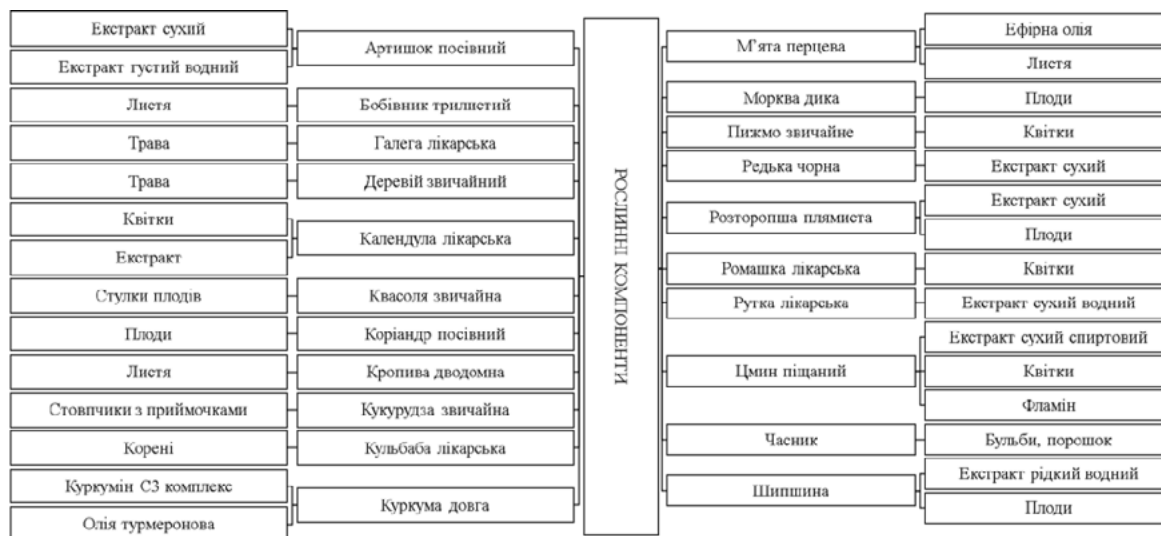 Екстракт сухий
Екстракт густий водний
Артишок посівний
Листя
Бобівник трилистий
Трава
Галега лікарська
Трава
Деревій звичайний
Квітки
Екстракт
Календула лікарська
Стулки плодів
Квасоля звичайна
Плоди
Коріандр посівний
Листя
Кропива дводомна
Стовпчики з приймочками
Кукурудза звичайна
Корені
Кульбаба лікарська
Куркумін С3 комплекс
Олія турмеронова
Куркума довга
РОСЛИННІ КОМПОНЕНТИ
М'ята перцева
Ефірна олія
Листя
Морква дика
Плоди
Пижмо звичайне
Квітки
Редька чорна
Екстракт сухий
Розторопша плямиста
Екстракт сухий
Плоди
Ромашка лікарська
Квітки
Рутка лікарська
Екстракт сухий водний
Цмин піщаний
Екстракт сухий спиртовий
Квітки
Фламін
Часник
Бульби, порошок
Шипшина
Екстракт рідкий водний
Плоди